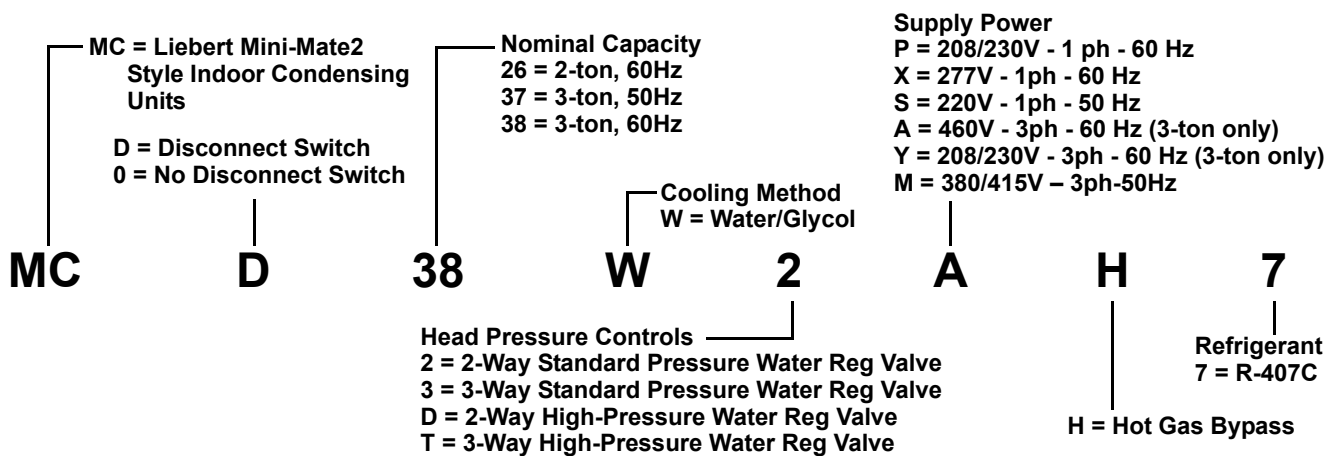 MC = Liebert Mini-Mate2
Style Indoor Condensing
Units
D = Disconnect Switch
0 = No Disconnect Switch
Nominal Capacity
26 = 2-ton, 60Hz
37 = 3-ton, 50Hz
38 = 3-ton, 60Hz
Cooling Method
W = Water/Glycol
Supply Power
P = 208/230V - 1 ph - 60 Hz
X = 277V - 1ph - 60 Hz
S = 220V - 1ph - 50 Hz
A = 460V - 3ph - 60 Hz (3-ton only)
Y = 208/230V - 3ph - 60 Hz (3-ton only)
M = 380/415V – 3ph-50Hz
MC D 38 W 2 A H 7
Head Pressure Controls
2 = 2-Way Standard Pressure Water Reg Valve
3 = 3-Way Standard Pressure Water Reg Valve
D = 2-Way High-Pressure Water Reg Valve
T = 3-Way High-Pressure Water Reg Valve
H = Hot Gas Bypass
Refrigerant
7 = R-407C